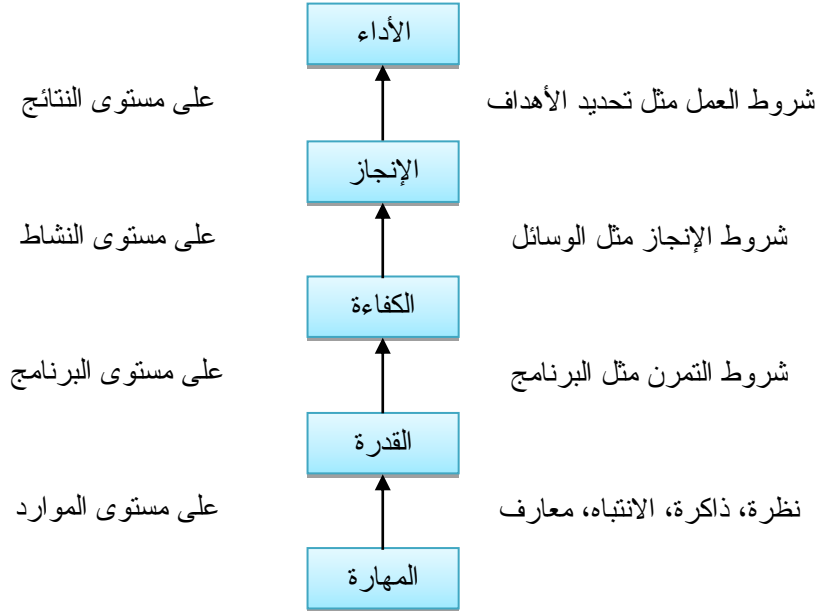 الأداء
شروط العمل مثل تحديد الأهداف
على مستوى النتائج
الإنجاز
شروط الإنجاز مثل الوسائل
على مستوى النشاط
الكفاءة
شروط التمرن مثل البرنامج
على مستوى البرنامج
القدرة
نظرة، ذاكرة، الانتباه، معارف
على مستوى الموارد
المهارة